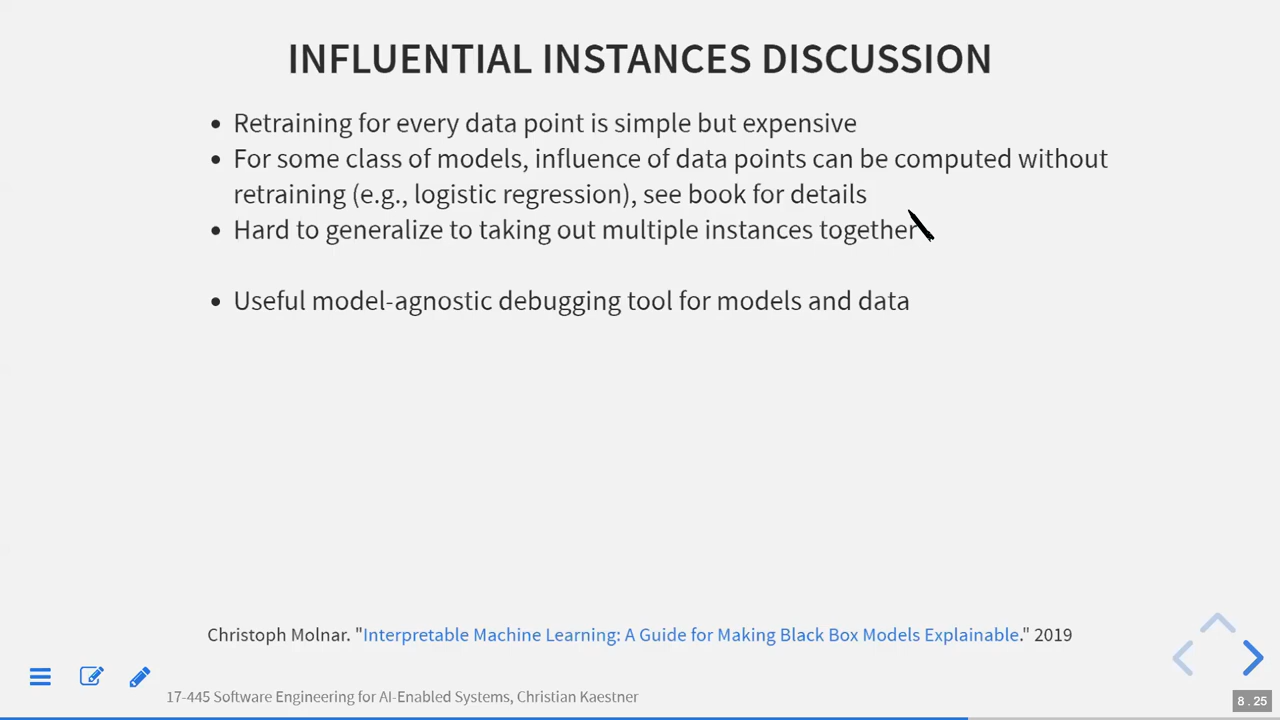 INFLUENTIAL INSTANCES DISCUSSION
• Retraining for every data point is simple but expensive
• For some class of models, influence of data points can be computed without
retraining (e.g., logistic regression), see book for details
• Hard to generalize to taking out multiple instances together
• Useful model-agnostic debugging tool for models and data
Christoph Molnar. "Interpretable Machine Learning: A Guide for Making Black Box Models Explainable." 2019
17-445 Software Engineering for AI-Enabled Systems, Christian Kaestner
8.25